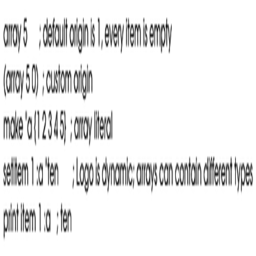 array 5 ; default origin is 1, every item is empty
(array 5 0) ; custom origin
make "a {1 2 3 4 5} ; array literal
setitem 1 :a "ten ; Logo is dynamic; arrays can contain different types
print item 1 :a ; ten